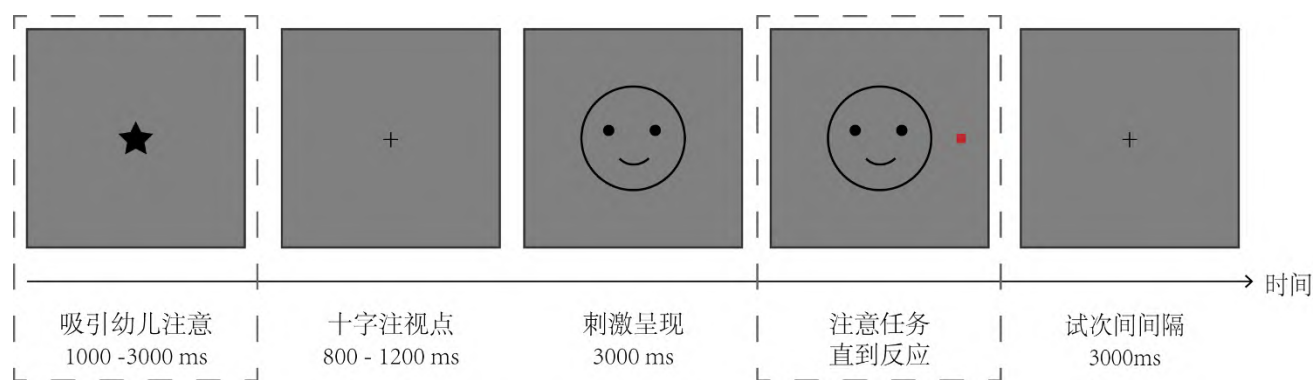 时间
吸引幼儿注意
1000 -3000 ms
十字注视点
800 - 1200 ms
刺激呈现
3000 ms
注意任务
直到反应
试次间间隔
3000ms